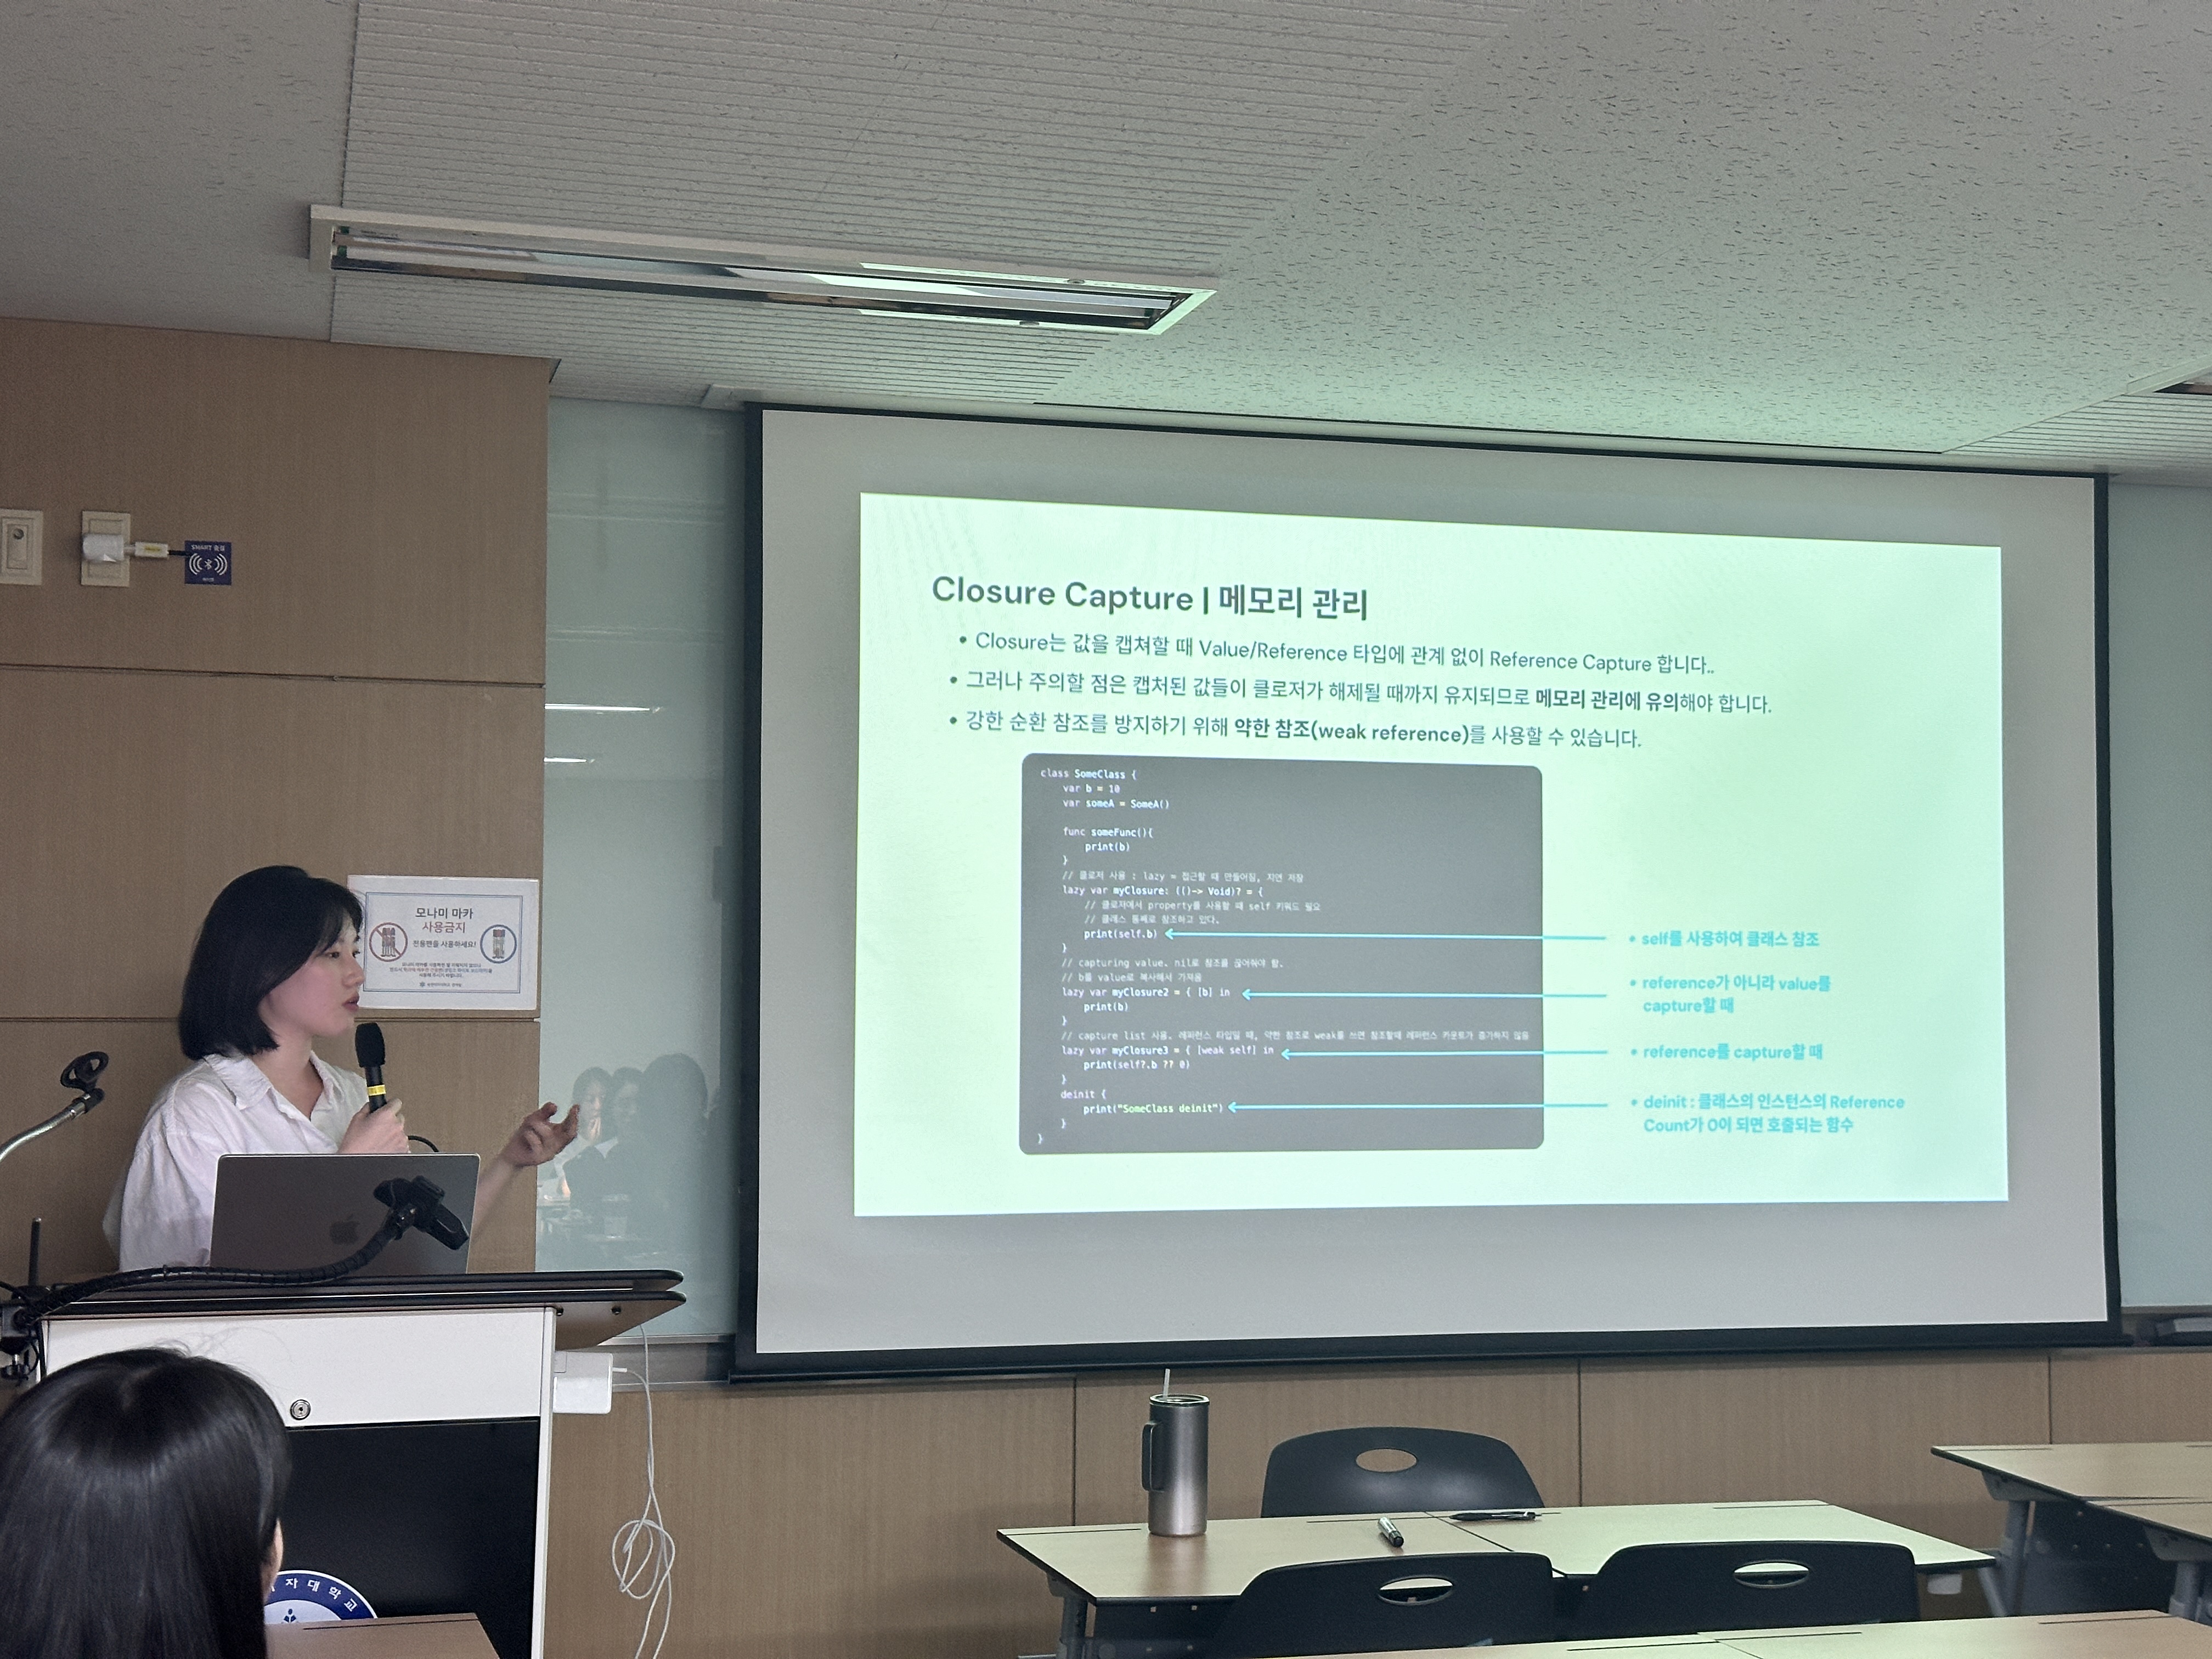 SMART 출결
모나미 마카
사용금지
전용펜을 사용하세요!
Closure Capture | 메모리 관리
• Closure는 값을 캡쳐할 때 Value/Reference 타입에 관계 없이 Reference Capture 합니다..
• 그러나 주의할 점은 캡처된 값들이 클로저가 해제될 때까지 유지되므로 메모리 관리에 유의해야 합니다.
• 강한 순환 참조를 방지하기 위해 약한 참조(weak reference)를 사용할 수 있습니다.
class SomeClass {
var b = 10
var someA = SomeA()
func someFunc(){
print(b)
}
// 클로저 사용 : lazy = 접근할 때 만들어짐, 지연 저장
lazy var myClosure: (()-> Void)? = {
// 클로저에서 property를 사용할 때 self 키워드 필요
// 클래스 통째로 참조하고 있다.
print(self.b)
}
// capturing value. nil로 참조를 끊어줘야 함.
// b를 value로 복사해서 가져옴
lazy var myClosure2 = { [b] in
print(b)
}
// capture list 사용. 레퍼런스 타입일 때, 약한 참조로 weak를 쓰면 참조할때 레퍼런스 카운트가 증가하지 않음
lazy var myClosure3 = { [weak self] in
print(self?.b ?? 0)
}
deinit {
print("SomeClass deinit")
}
}
• self를 사용하여 클래스 참조
• reference가 아니라 value를
capture할 때
• reference를 capture할 때
• deinit : 클래스의 인스턴스의 Reference
Count가 0이 되면 호출되는 함수
자대학교